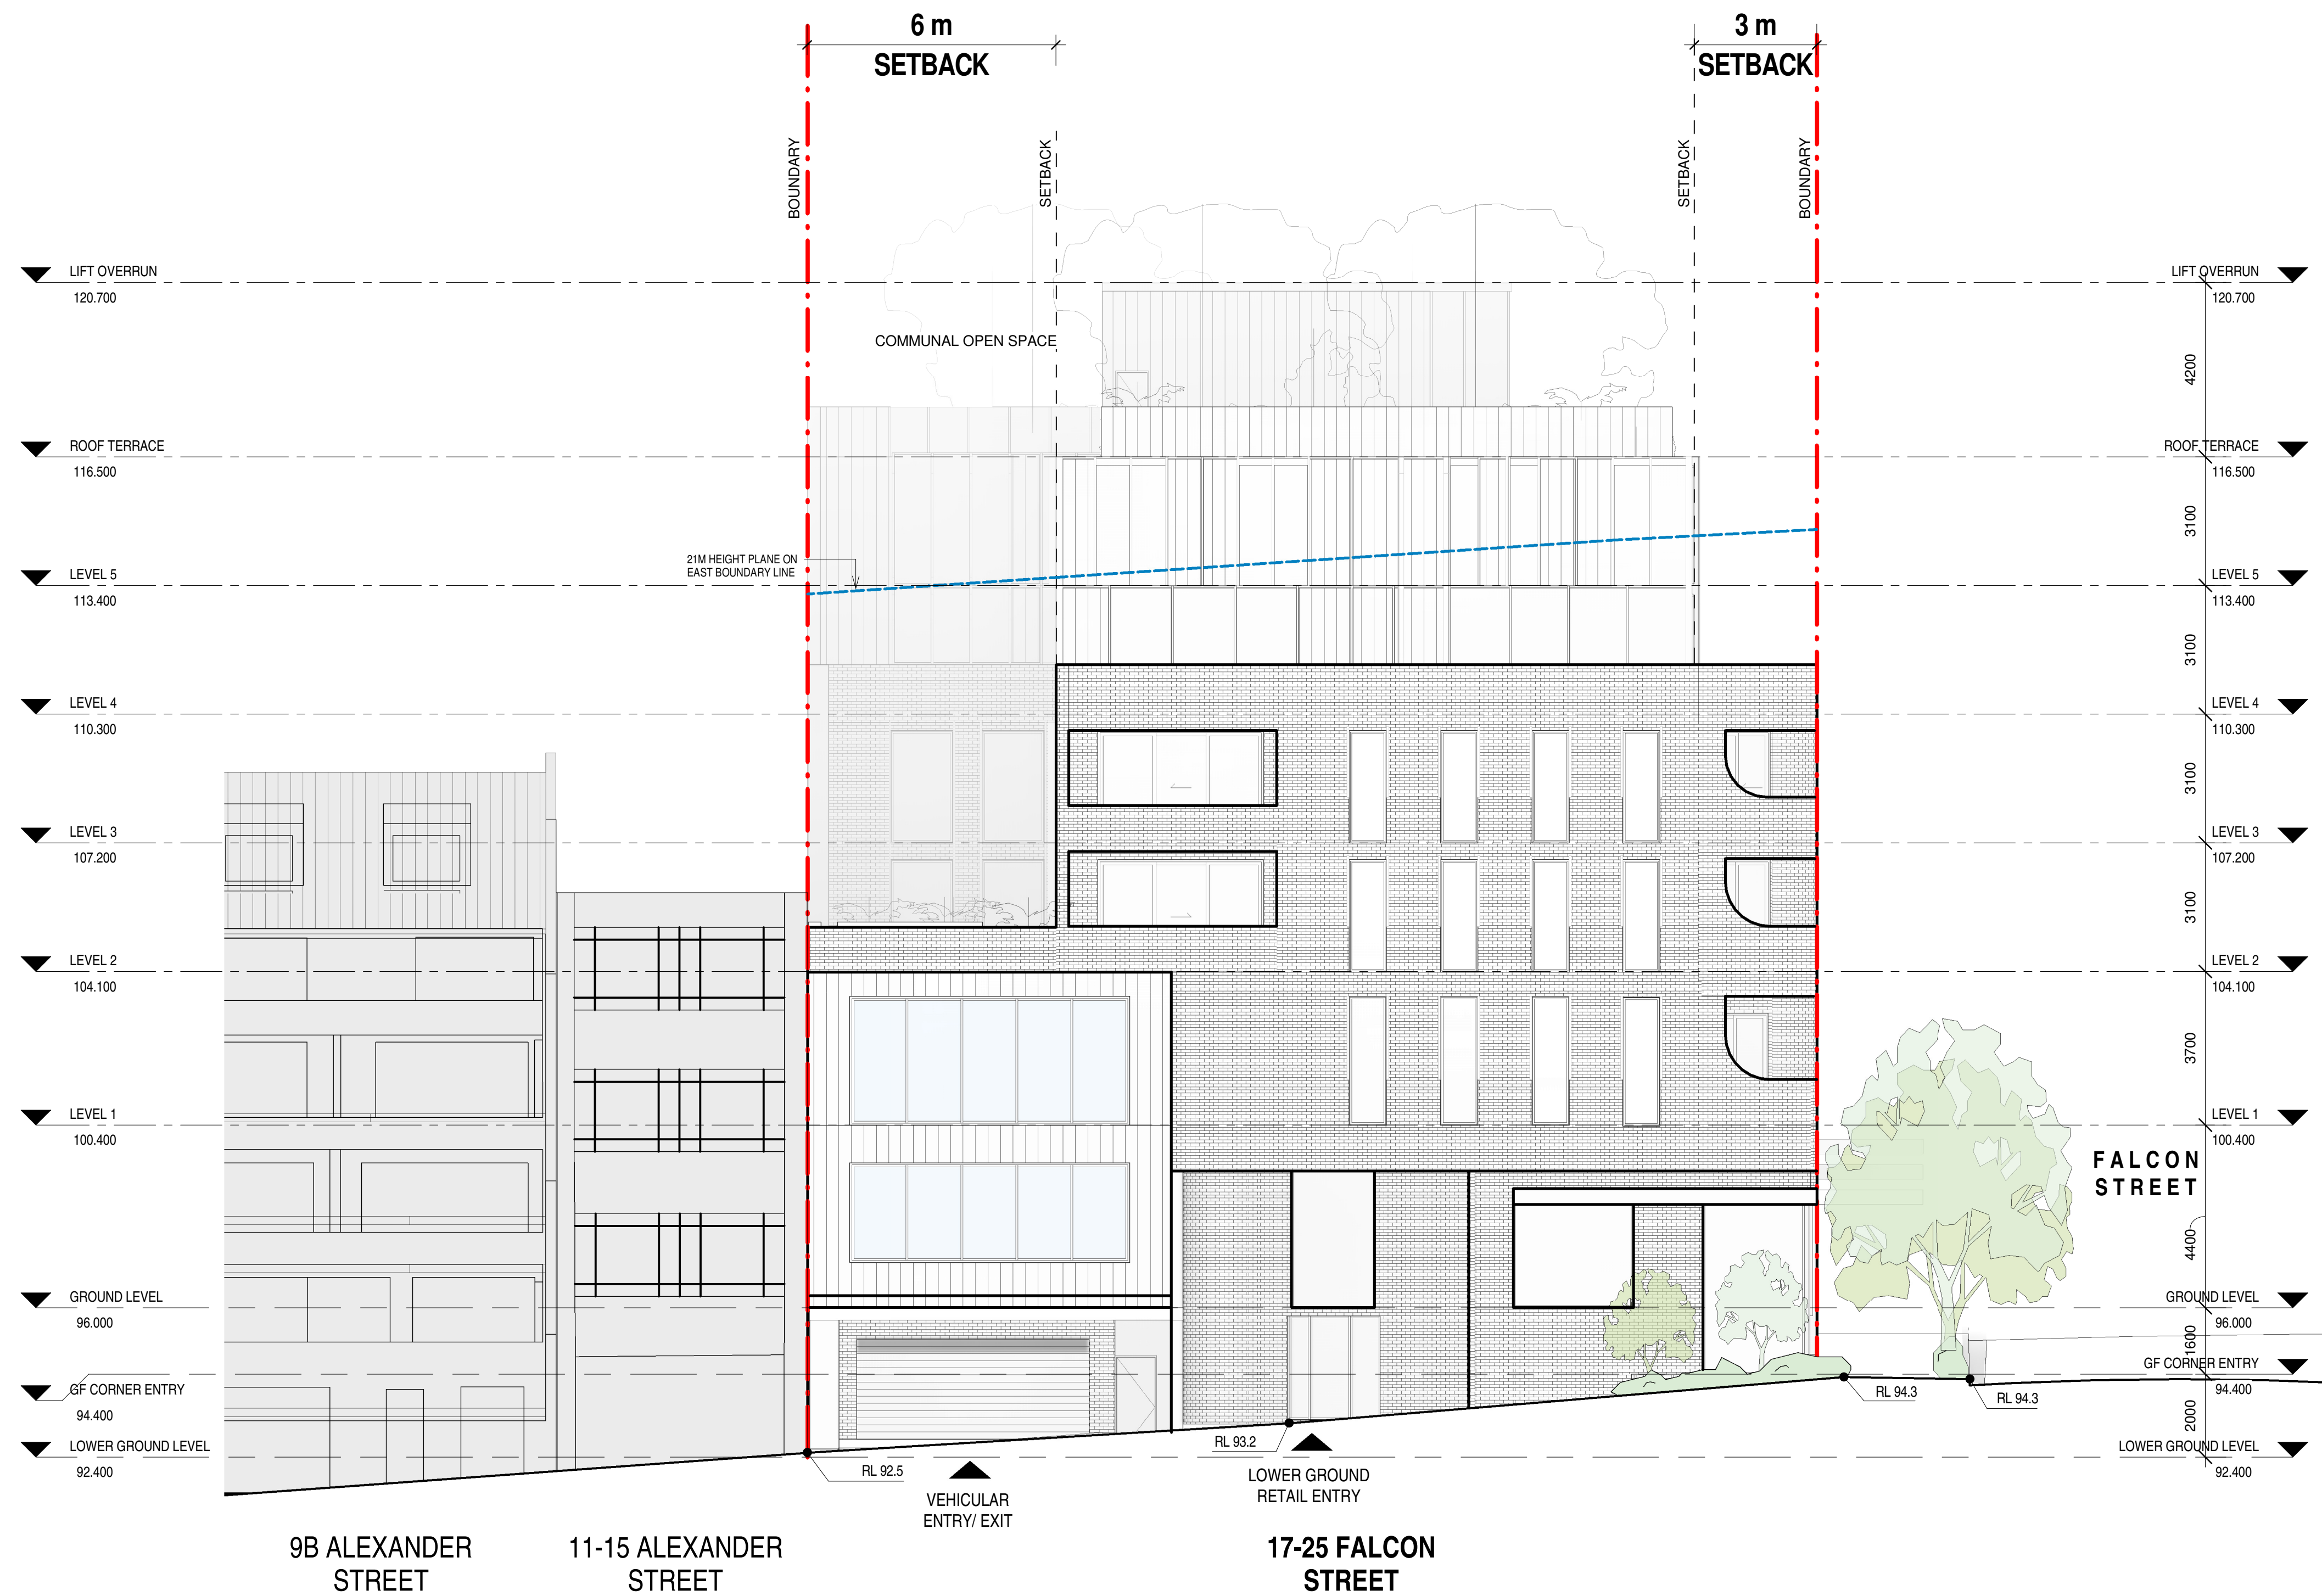 6 m
SETBACK
3 m
SETBACK
BOUNDARY
SETBACK
SETBACK
BOUNDARY
LIFT OVERRUN
120.700
LIFT OVERRUN
120.700
COMMUNAL OPEN SPACE
4200
ROOF TERRACE
116.500
ROOF TERRACE
116.500
3100
21M HEIGHT PLANE ON
EAST BOUNDARY LINE
LEVEL 5
113.400
LEVEL 5
113.400
3100
LEVEL 4
110.300
LEVEL 4
110.300
3100
LEVEL 3
107.200
LEVEL 3
107.200
3100
LEVEL 2
104.100
LEVEL 2
104.100
3700
LEVEL 1
100.400
LEVEL 1
100.400
FALCON
STREET
4400
GROUND LEVEL
96.000
GROUND LEVEL
96.000
1600
GF CORNER ENTRY
94.400
GF CORNER ENTRY
94.400
RL 94.3
RL 94.3
2000
LOWER GROUND LEVEL
92.400
LOWER GROUND LEVEL
92.400
RL 93.2
RL 92.5
LOWER GROUND
RETAIL ENTRY
VEHICULAR
ENTRY/ EXIT
9B ALEXANDER
STREET
11-15 ALEXANDER
STREET
17-25 FALCON
STREET